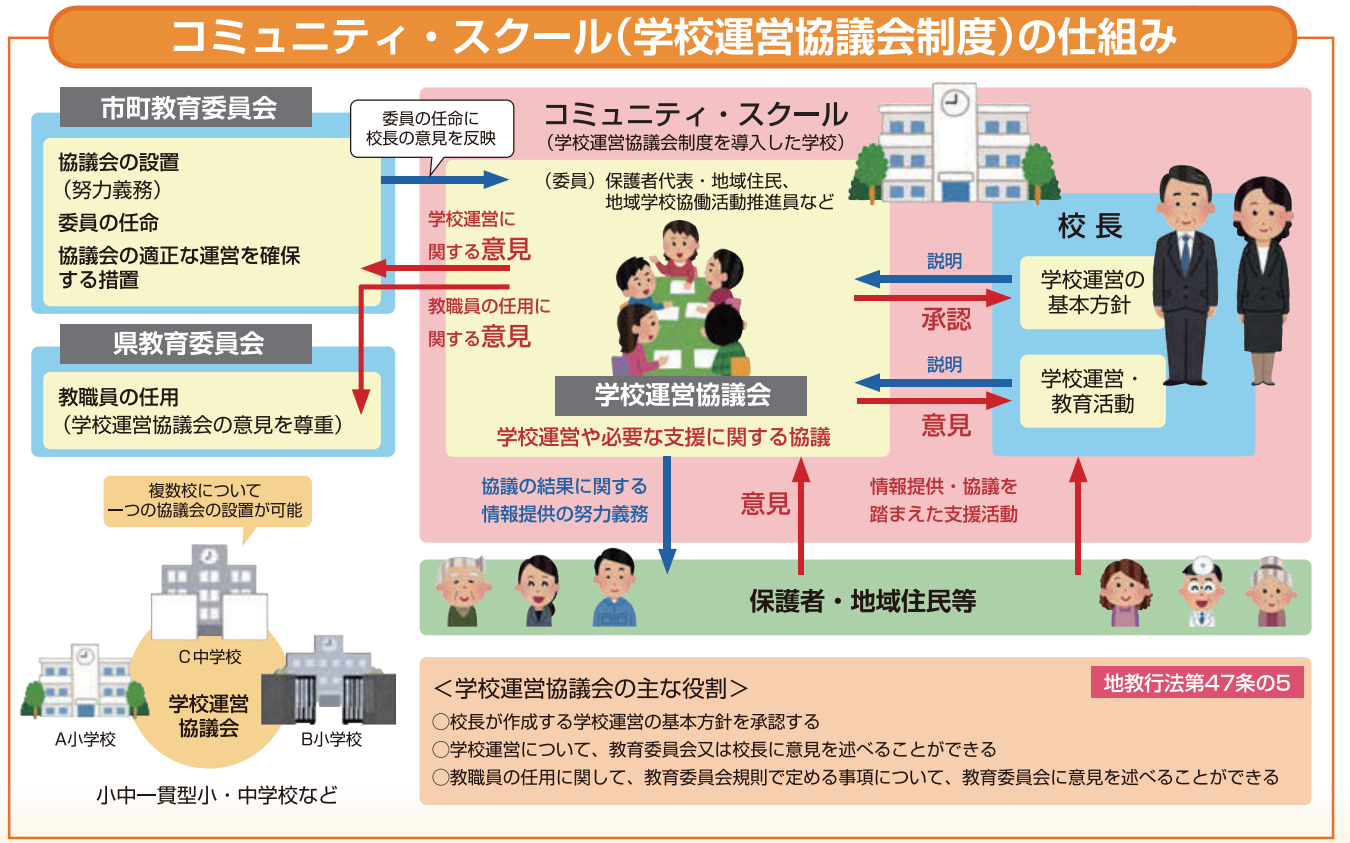 コミュニティ・スクール(学校運営協議会制度)の仕組み
市町教育委員会
協議会の設置
(努力義務)
委員の任命
協議会の適正な運営を確保
する措置
委員の任命に
校長の意見を反映
県教育委員会
教職員の任用
(学校運営協議会の意見を尊重)
学校運営に
関する意見
教職員の任用に
関する意見
コミュニティ・スクール
(学校運営協議会制度を導入した学校)
(委員)保護者代表・地域住民、
地域学校協働活動推進員など
学校運営協議会
学校運営や必要な支援に関する協議
説明
承認
説明
意見
校長
学校運営の
基本方針
学校運営・
教育活動
協議の結果に関する
情報提供の努力義務
意見
情報提供・協議を
踏まえた支援活動
保護者・地域住民等
複数校について
一つの協議会の設置が可能
C中学校
学校運営
協議会
A小学校
B小学校
小中一貫型小・中学校など
<学校運営協議会の主な役割>
地教行法第47条の5
○校長が作成する学校運営の基本方針を承認する
○学校運営について、教育委員会又は校長に意見を述べることができる
○教職員の任用に関して、教育委員会規則で定める事項について、教育委員会に意見を述べることができる